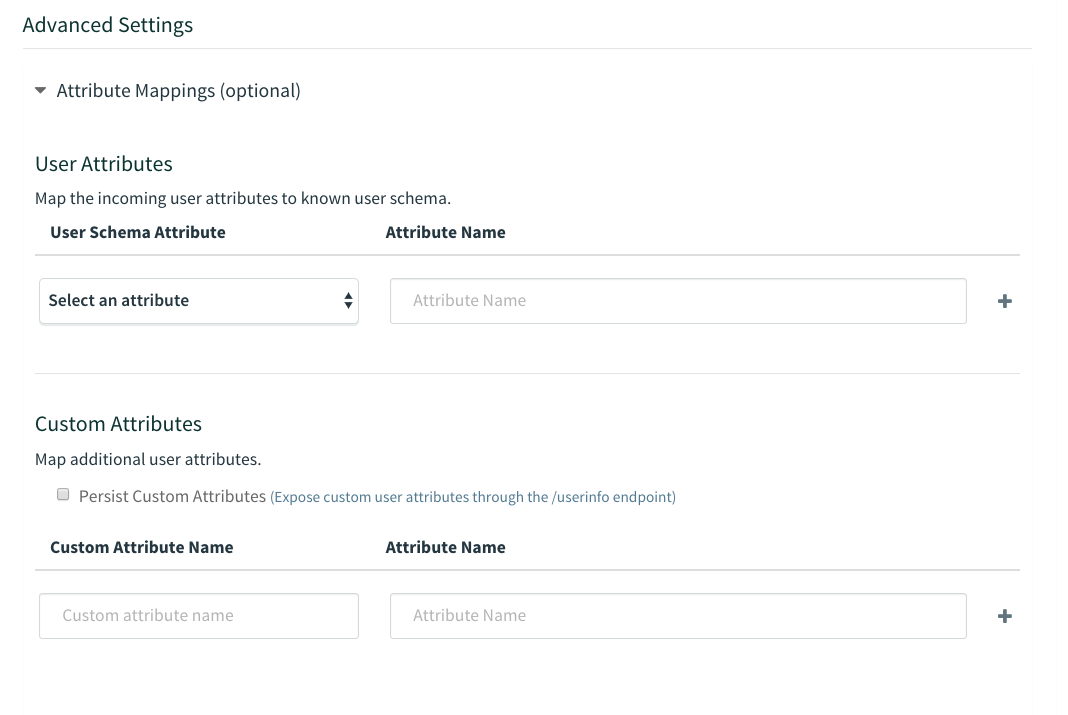 Advanced Settings
Attribute Mappings (optional)
User Attributes
Map the incoming user attributes to known user schema.
User Schema Attribute Attribute Name
Select an attribute Attribute Name
Custom Attributes
Map additional user attributes.
Persist Custom Attributes (Expose custom user attributes through the /userinfo endpoint)
Custom Attribute Name Attribute Name
Custom attribute name Attribute Name